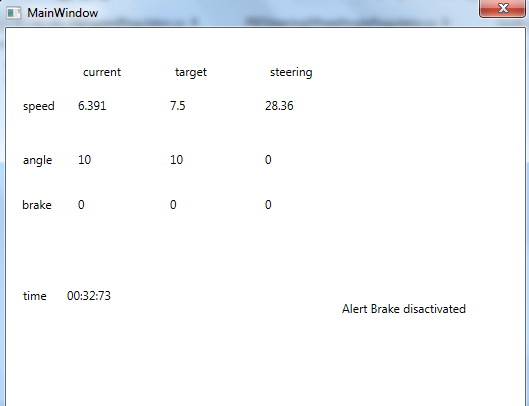 MainWindow
current target steering
speed 6.391 7.5 28.36
angle 10 10 0
brake 0 0 0
time 00:32:73
Alert Brake disactivated